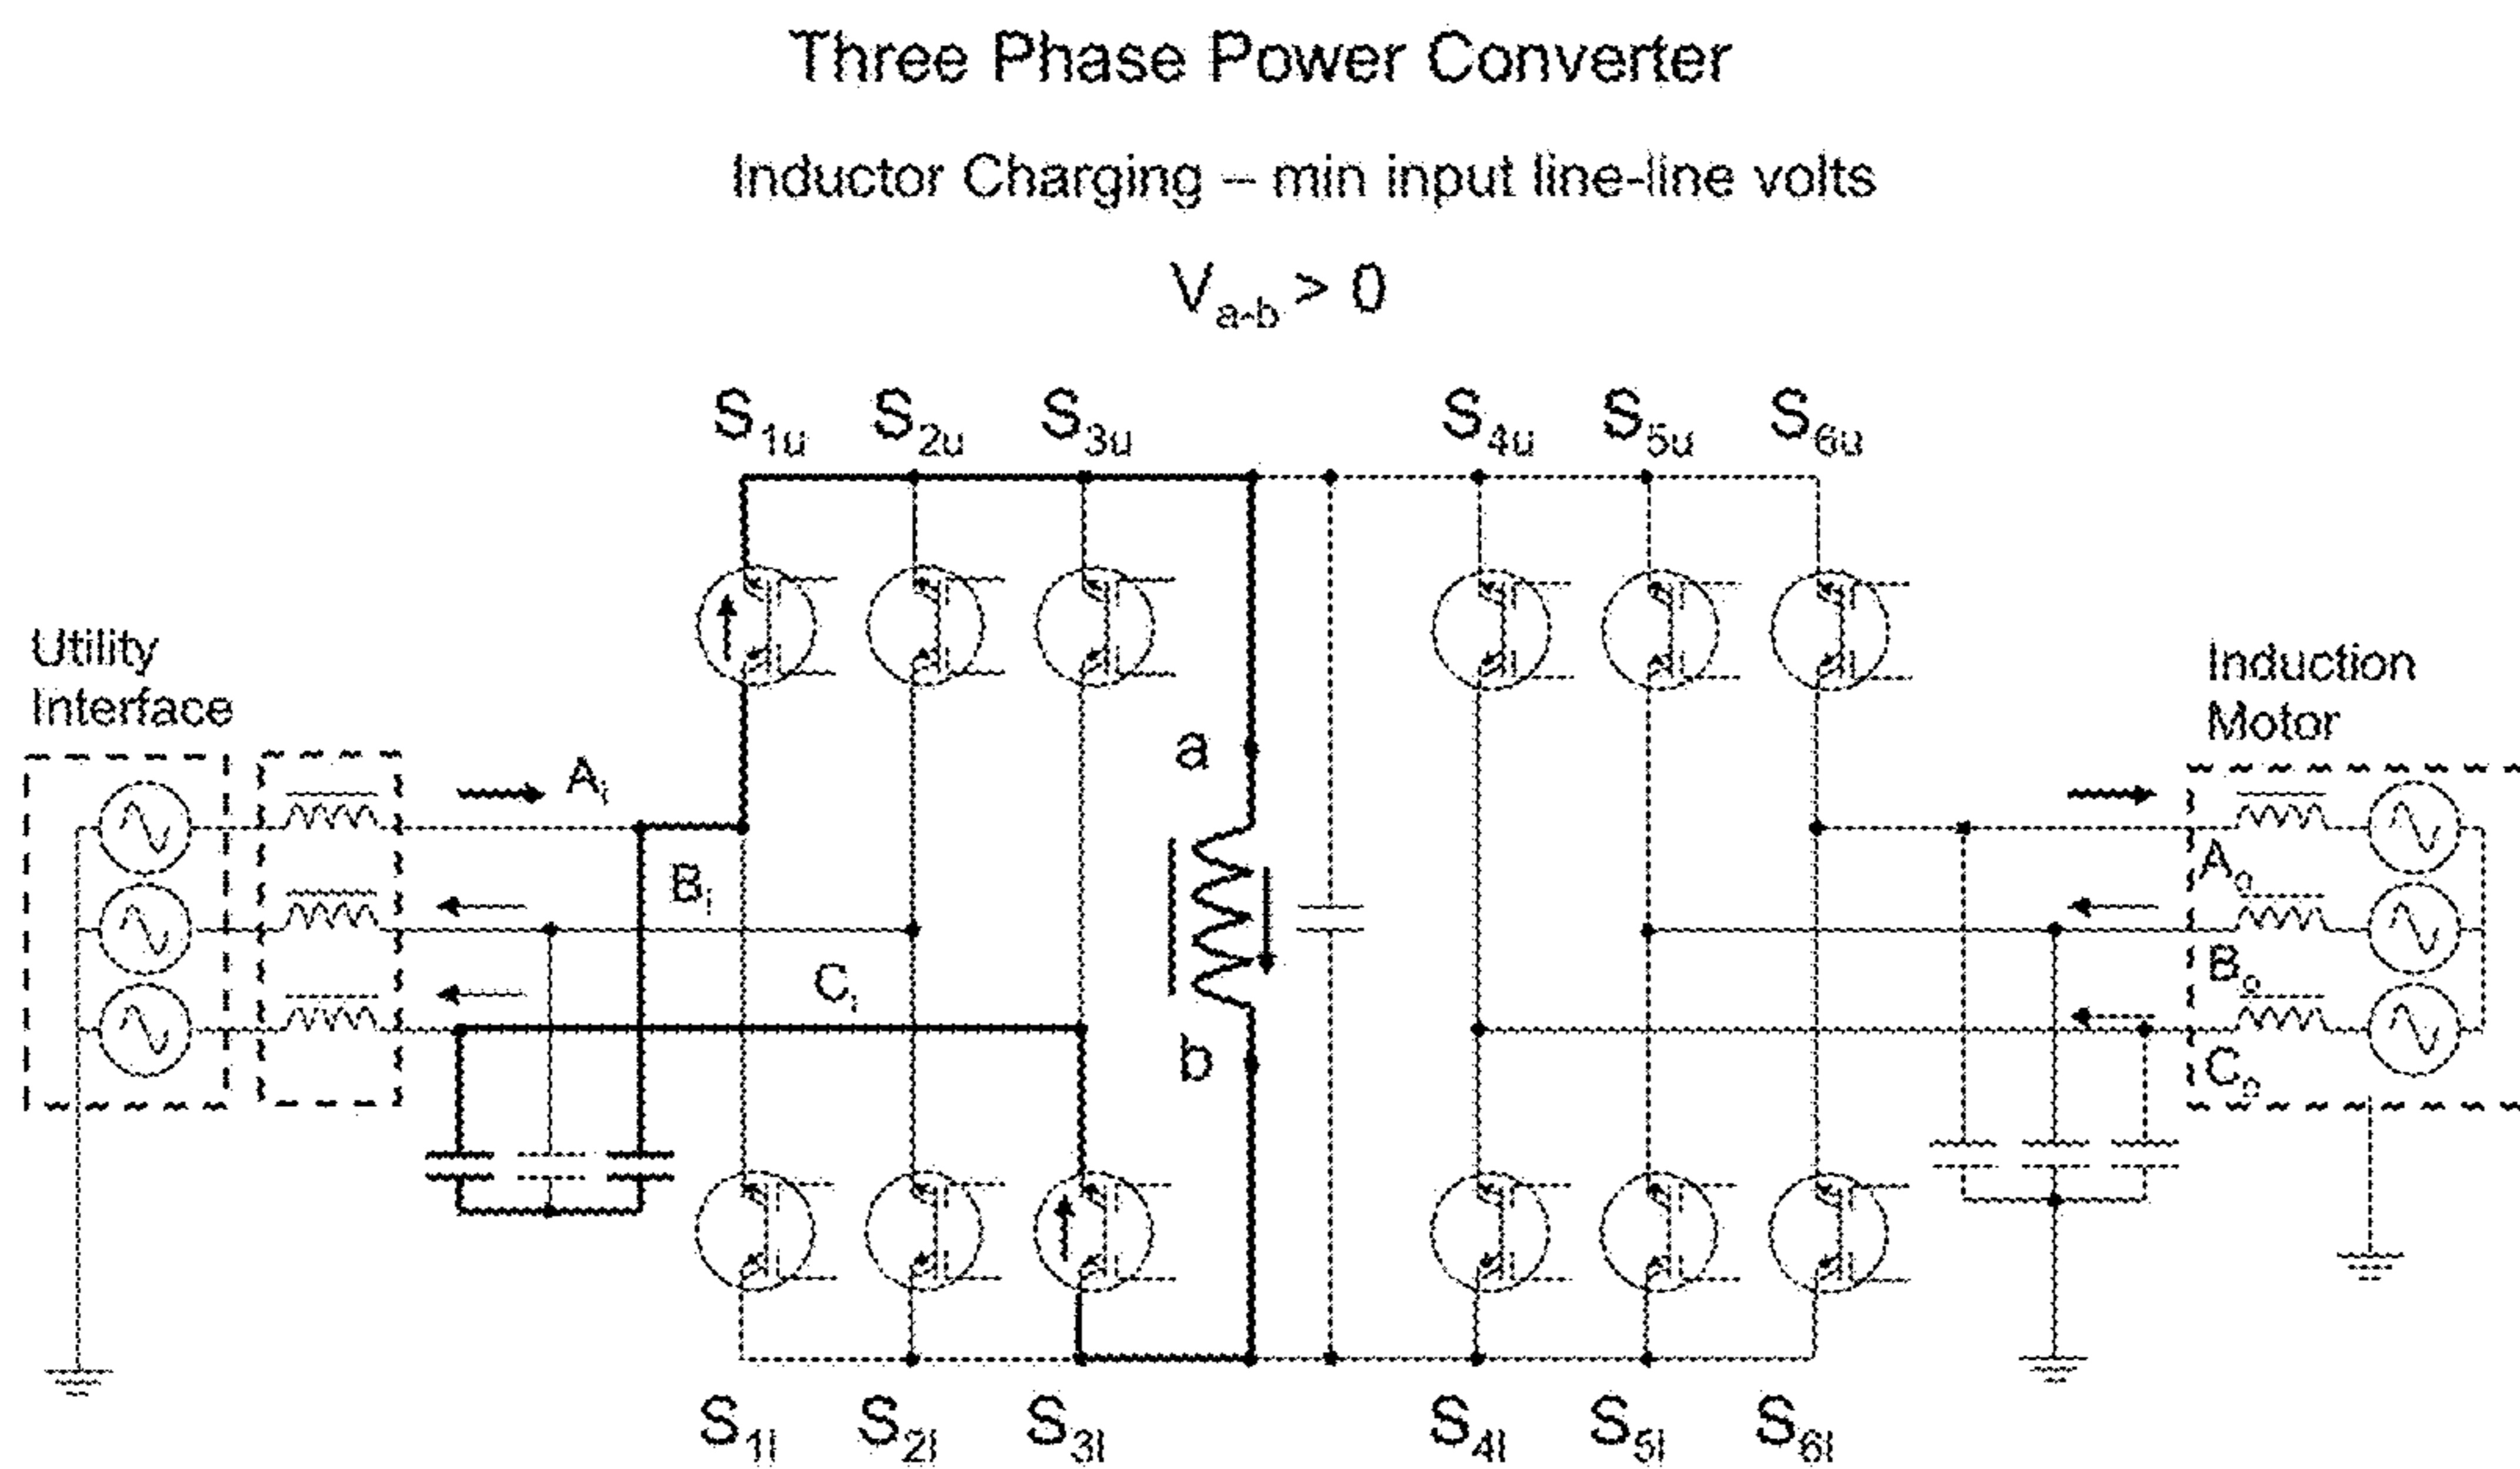 Three Phase Power Converter
Inductor Charging – min input line-line volts
Va-b > 0
S1u S2u S3u S4u S5u S6u
Utility
Interface
Induction
Motor
Ai
Bi
Ci
a
b
Ao
Bo
Co
S1l S2l S3l S4l S5l S6l